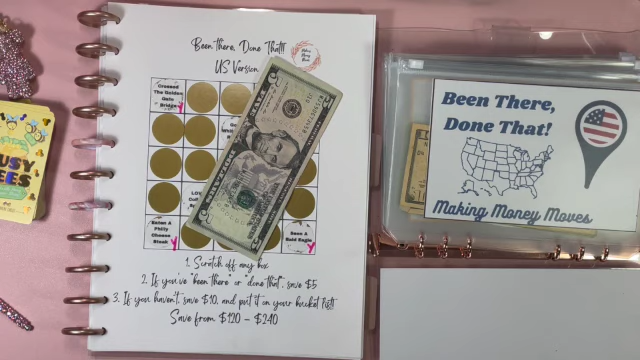 Been there, Done That!!
US Version
Crossed
The Golden
Gate
Bridge
Eaten A
Philly
Cheese
Steak
Seen A
Bald Eagle
1. Scratch off any box
2. If you've "been there" or "done that", save $5
3. If you haven't, save $10, and put it on your bucket list!
Save from $120 - $240
Been There,
Done That!
Making Money Moves